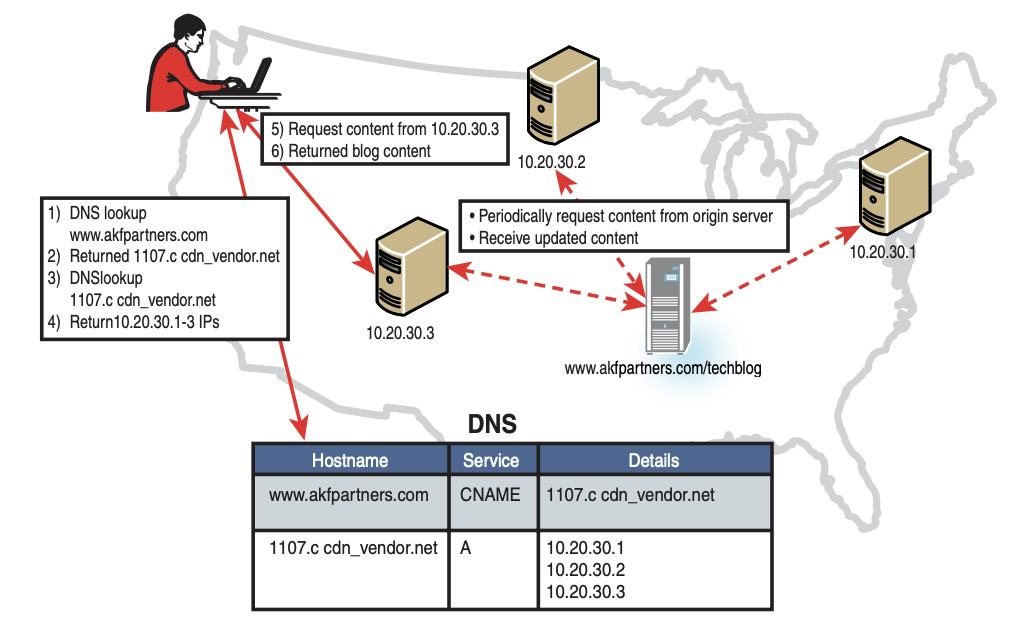 5) Request content from 10.20.30.3
6) Returned blog content
10.20.30.2
1) DNS lookup
www.akfpartners.com
2) Returned 1107.c cdn_vendor.net
3) DNSlookup
1107.c cdn_vendor.net
4) Return10.20.30.1-3 IPs
• Periodically request content from origin server
• Receive updated content
10.20.30.1
10.20.30.3
www.akfpartners.com/techblog
DNS
Hostname Service Details
www.akfpartners.com CNAME 1107.c cdn_vendor.net
1107.c cdn_vendor.net A 10.20.30.1
10.20.30.2
10.20.30.3